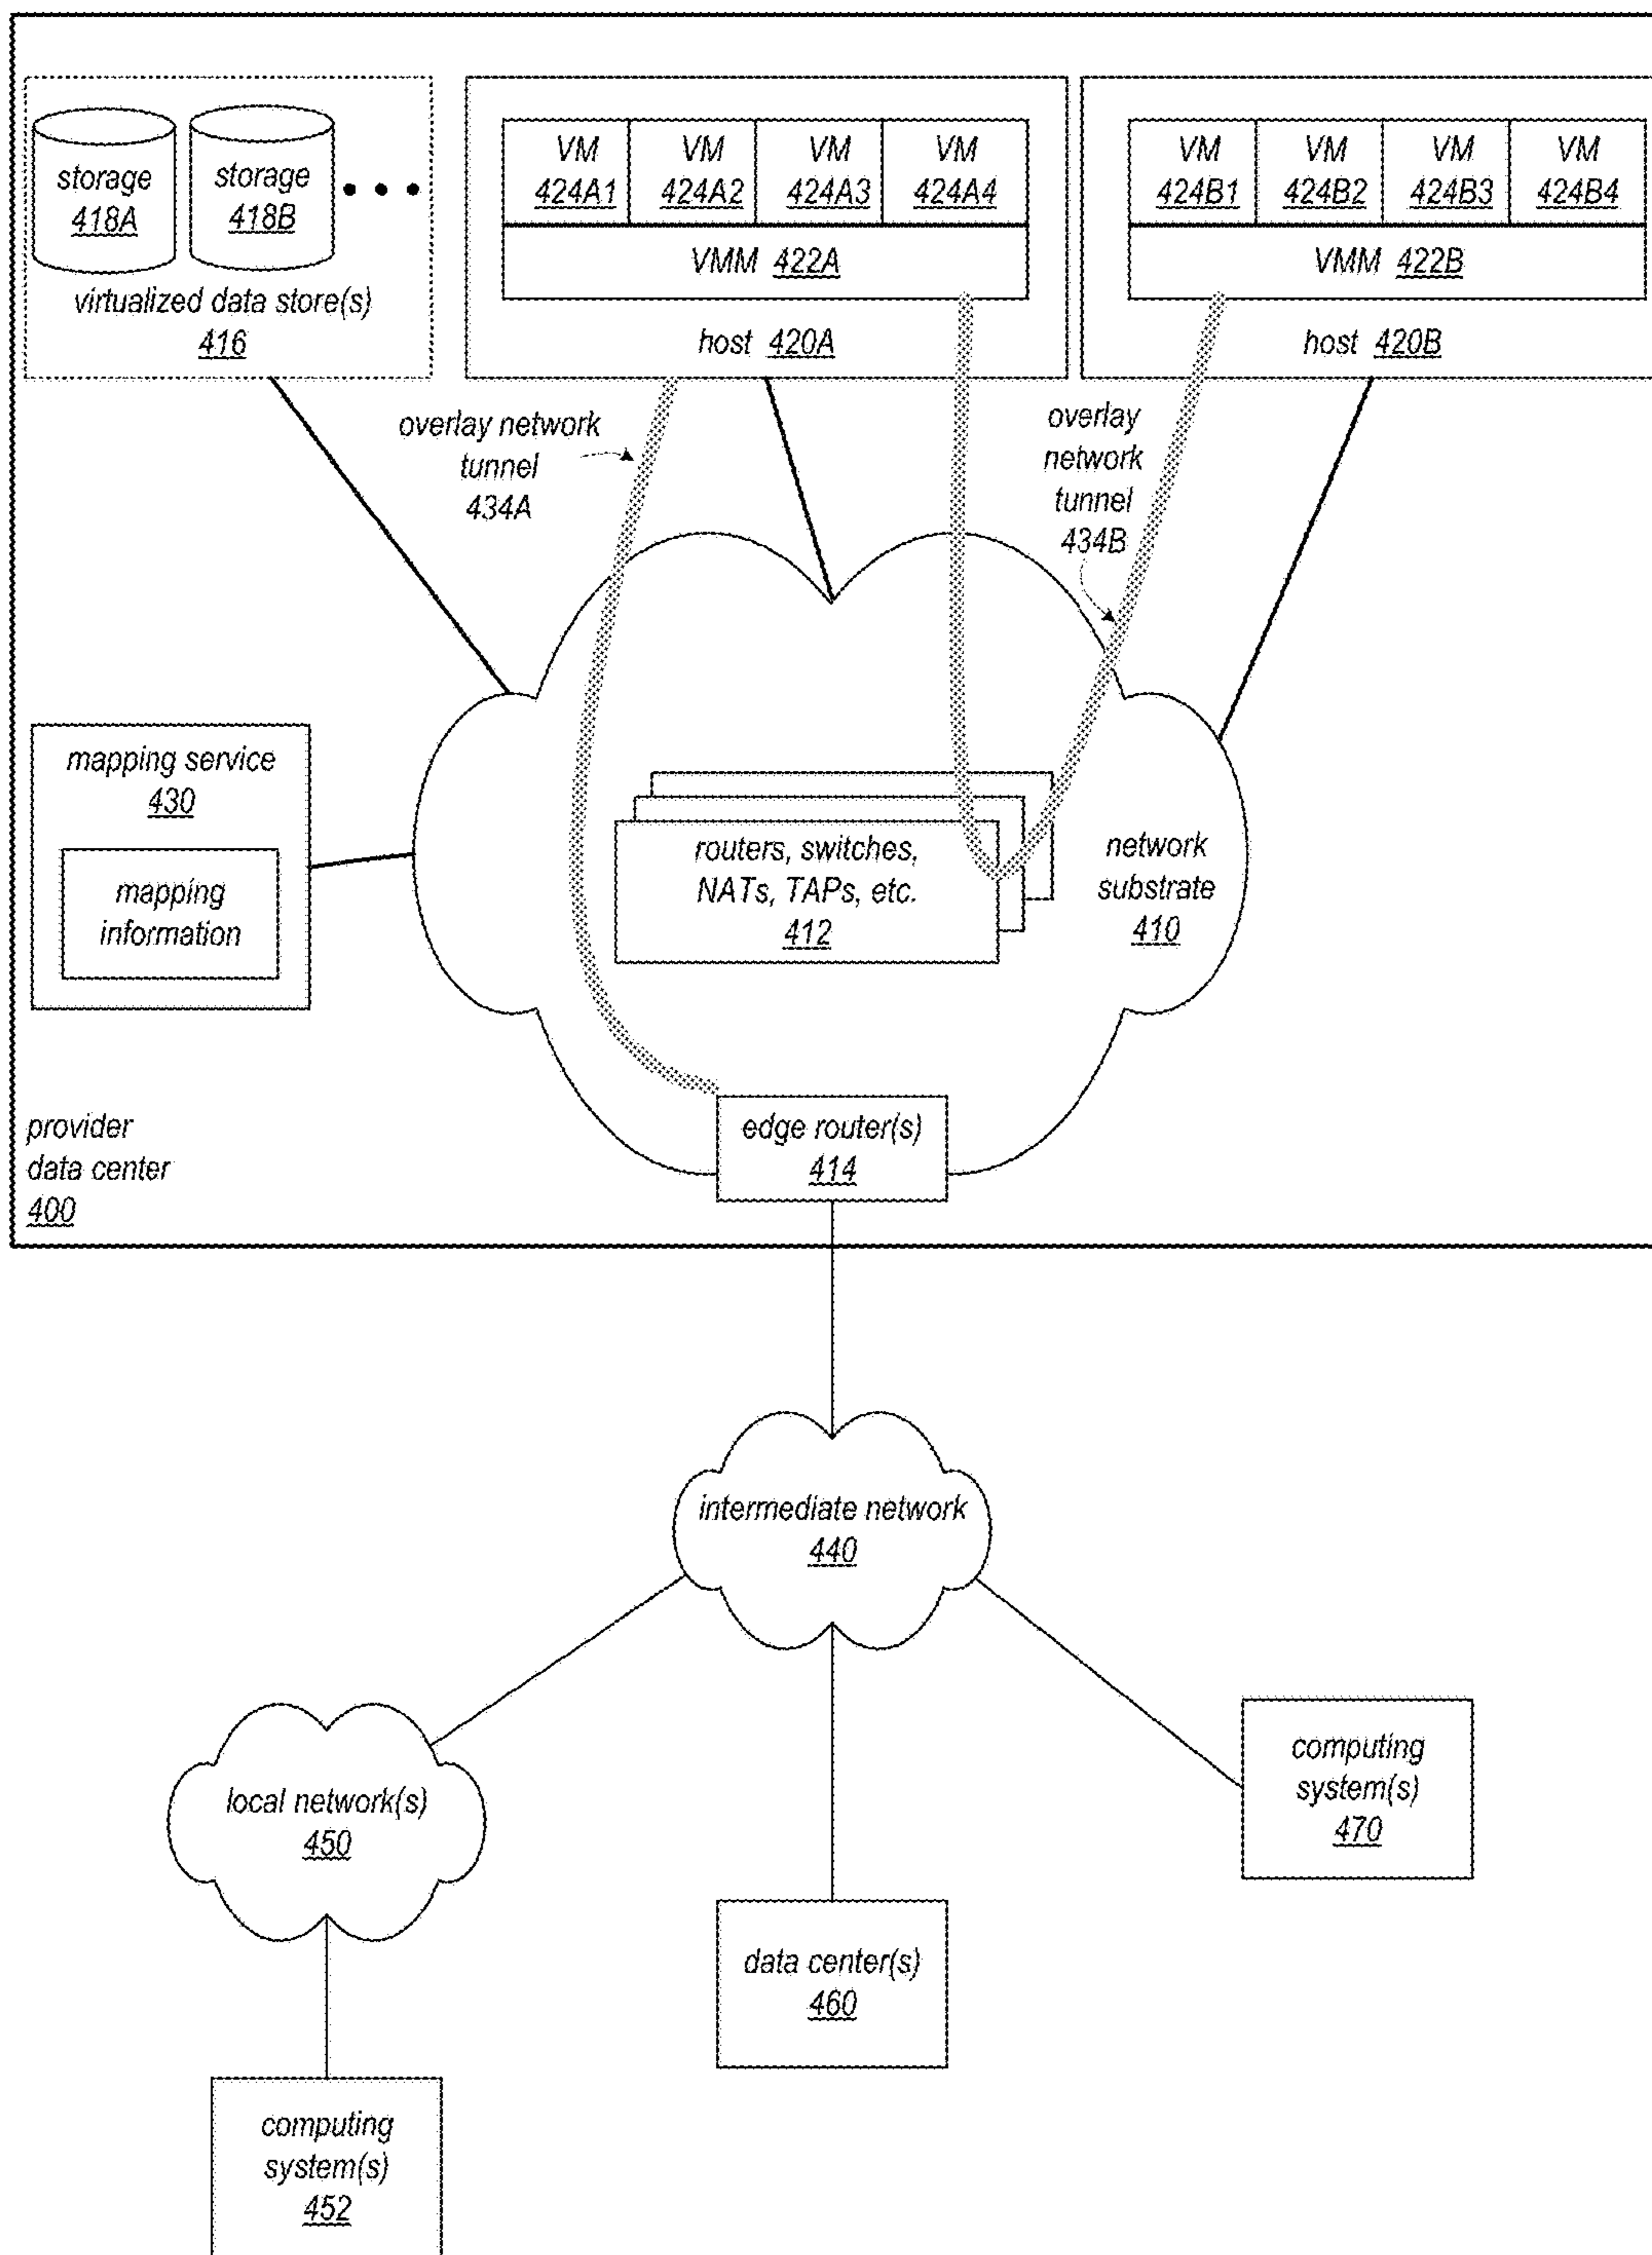 storage
418A
storage
418B
virtualized data store(s)
416
VM
424A1
VM
424A2
VM
424A3
VM
424A4
VMM 422A
host 420A
VM
424B1
VM
424B2
VM
424B3
VM
424B4
VMM 422B
host 420B
overlay network
tunnel
434A
overlay
network
tunnel
434B
mapping service
430
mapping
information
routers, switches,
NATs, TAPs, etc.
412
network
substrate
410
edge router(s)
414
provider
data center
400
intermediate network
440
local network(s)
450
computing
system(s)
470
data center(s)
460
computing
system(s)
452